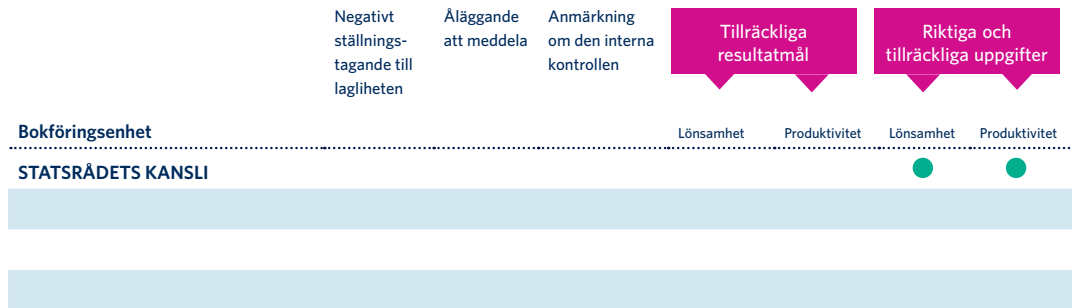 Negativt
ställnings-
tagande till
lagligheten
Åläggande
att meddela
Anmärkning
om den interna
kontrollen
Tillräckliga
resultatmål
Riktiga och
tillräckliga uppgifter
Bokföringsenhet
Lönsamhet
Produktivitet
Lönsamhet
Produktivitet
STATSRÅDETS KANSLI